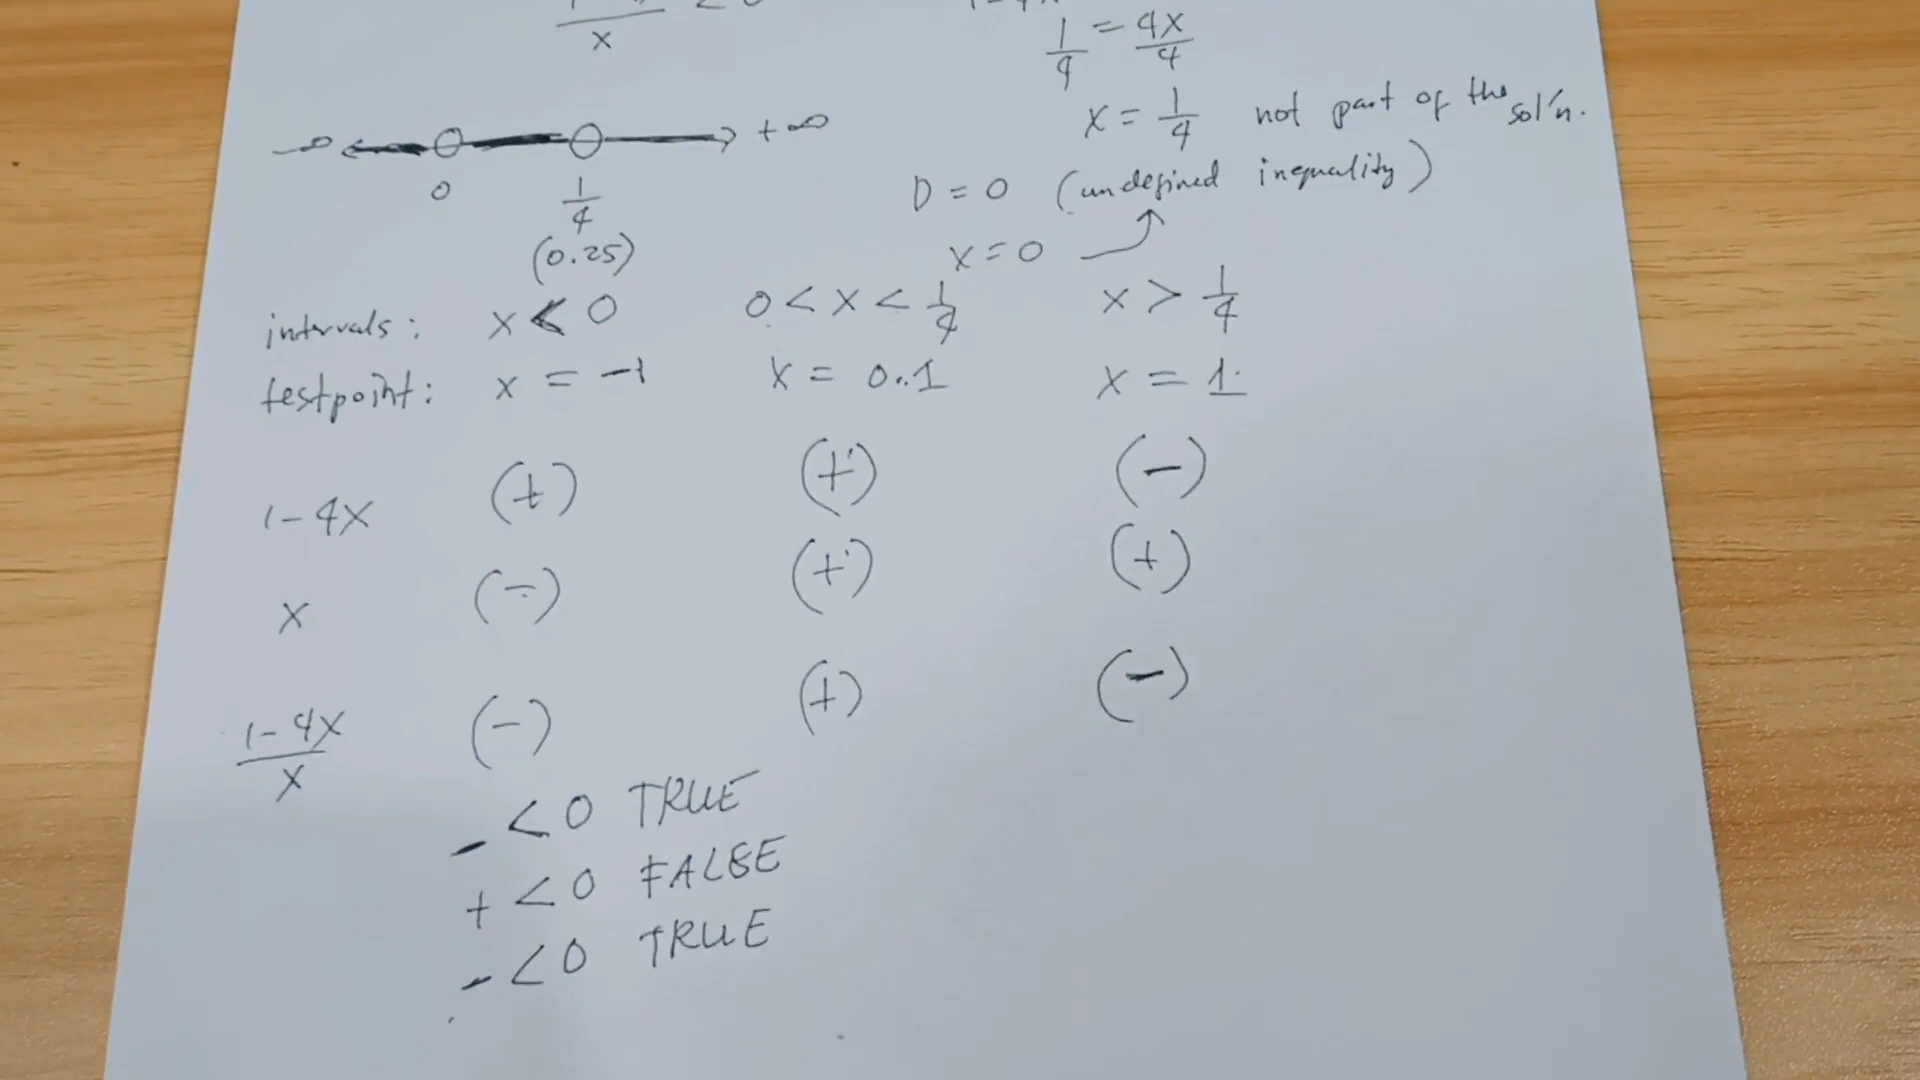 x
1/4 = 4x/4
x = 1/4 not part of the sol'n.
-∞ +∞
0 1/4
(0.25)
D = 0 (undefined inequality)
x = 0
intervals: x < 0 0 < x < 1/4 x > 1/4
testpoint: x = -1 x = 0.1 x = 1
1-4x (+) (+) (-)
x (-) (+) (+)
1-4x/x (-) (+) (-)
- < 0 TRUE
+ < 0 FALSE
- < 0 TRUE